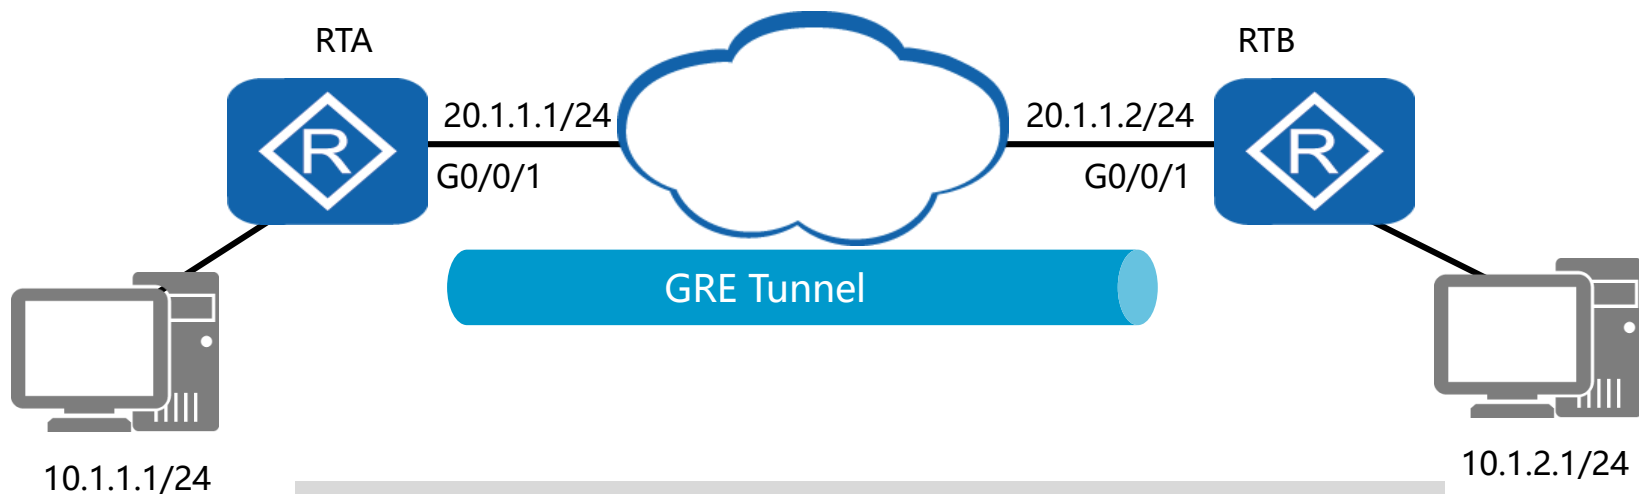 RTA
RTB
R
20.1.1.1/24
20.1.1.2/24
R
G0/0/1
G0/0/1
GRE Tunnel
10.1.1.1/24
10.1.2.1/24